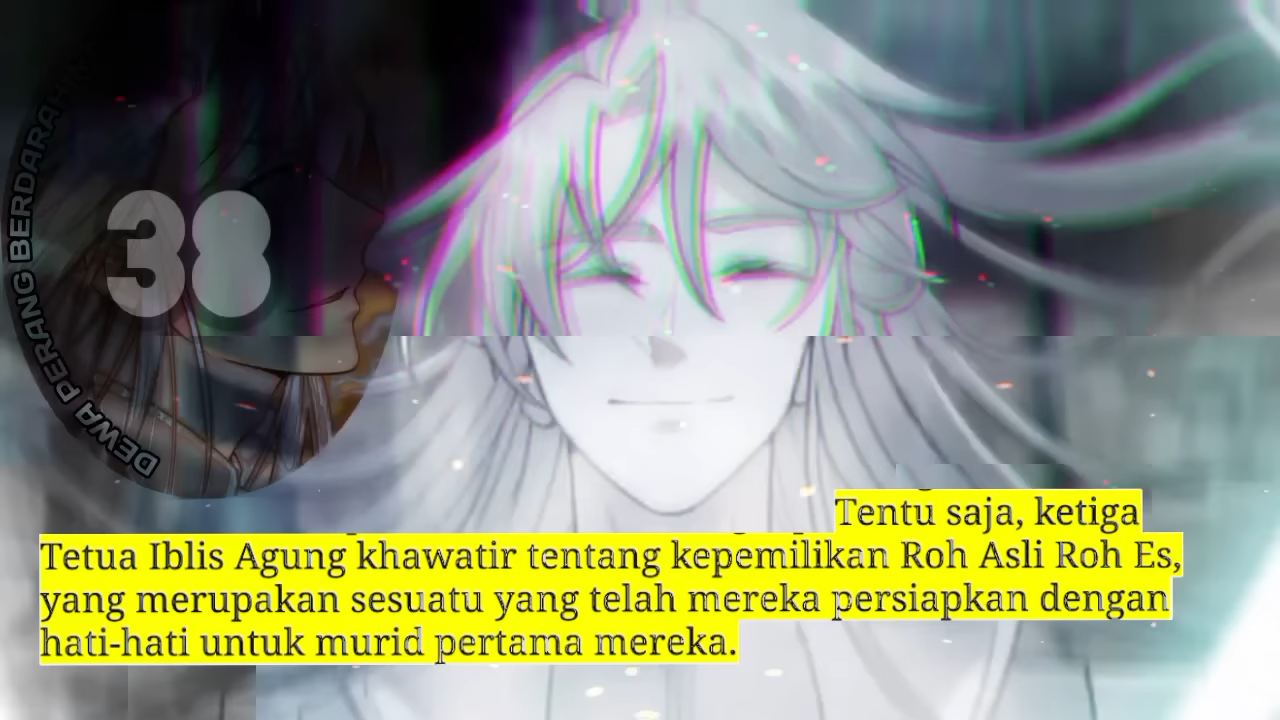 DEWA PERANG BERDARAH
38
Tentu saja, ketiga
Tetua Iblis Agung khawatir tentang kepemilikan Roh Asli Roh Es,
yang merupakan sesuatu yang telah mereka persiapkan dengan
hati-hati untuk murid pertama mereka.